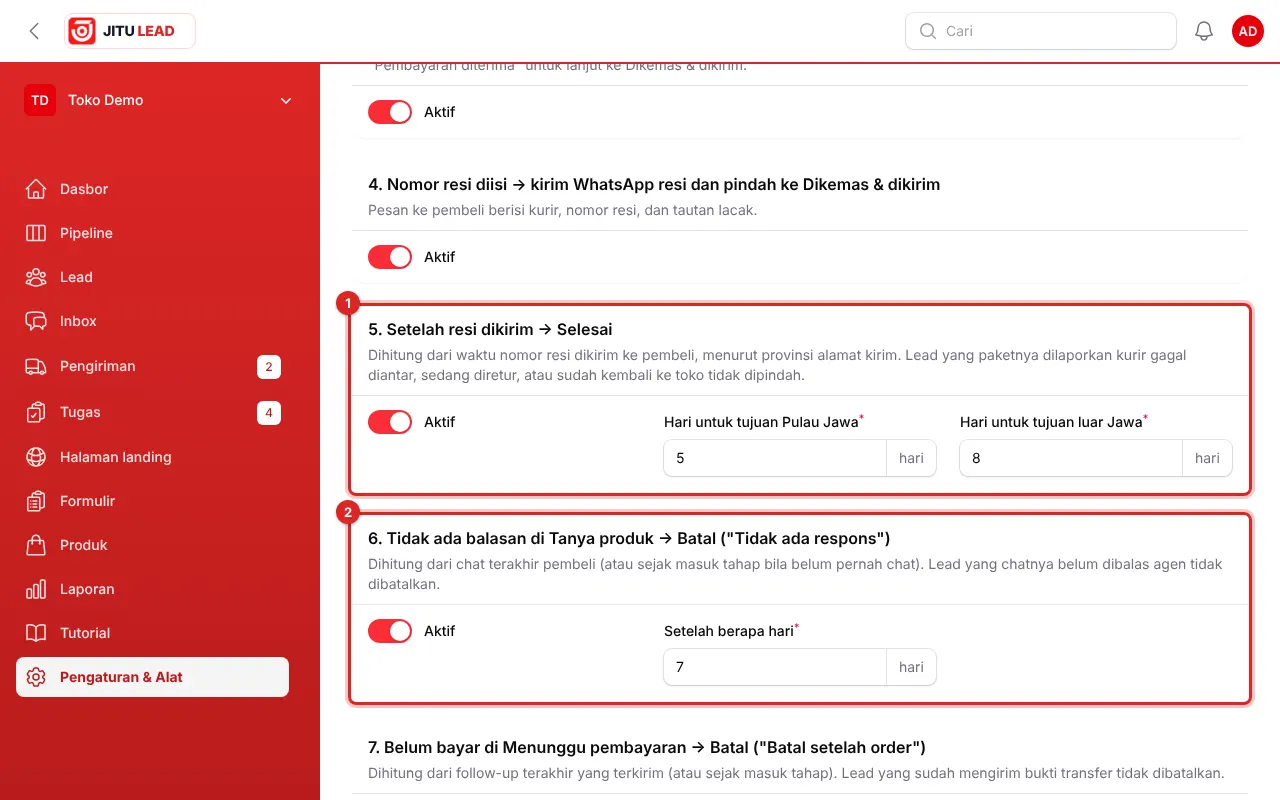 JITU LEAD
Cari
AD
TD
Toko Demo
Dasbor
Pipeline
Lead
Inbox
Pengiriman
2
Tugas
4
Halaman landing
Formulir
Produk
Laporan
Tutorial
Pengaturan & Alat
"Pembayaran diterima" untuk lanjut ke Dikemas & dikirim.
Aktif
4. Nomor resi diisi → kirim WhatsApp resi dan pindah ke Dikemas & dikirim
Pesan ke pembeli berisi kurir, nomor resi, dan tautan lacak.
Aktif
1
5. Setelah resi dikirim → Selesai
Dihitung dari waktu nomor resi dikirim ke pembeli, menurut provinsi alamat kirim. Lead yang paketnya dilaporkan kurir gagal
diantar, sedang diretur, atau sudah kembali ke toko tidak dipindah.
Aktif
Hari untuk tujuan Pulau Jawa*
5 hari
Hari untuk tujuan luar Jawa*
8 hari
2
6. Tidak ada balasan di Tanya produk → Batal ("Tidak ada respons")
Dihitung dari chat terakhir pembeli (atau sejak masuk tahap bila belum pernah chat). Lead yang chatnya belum dibalas agen tidak
dibatalkan.
Aktif
Setelah berapa hari*
7 hari
7. Belum bayar di Menunggu pembayaran → Batal ("Batal setelah order")
Dihitung dari follow-up terakhir yang terkirim (atau sejak masuk tahap). Lead yang sudah mengirim bukti transfer tidak dibatalkan.